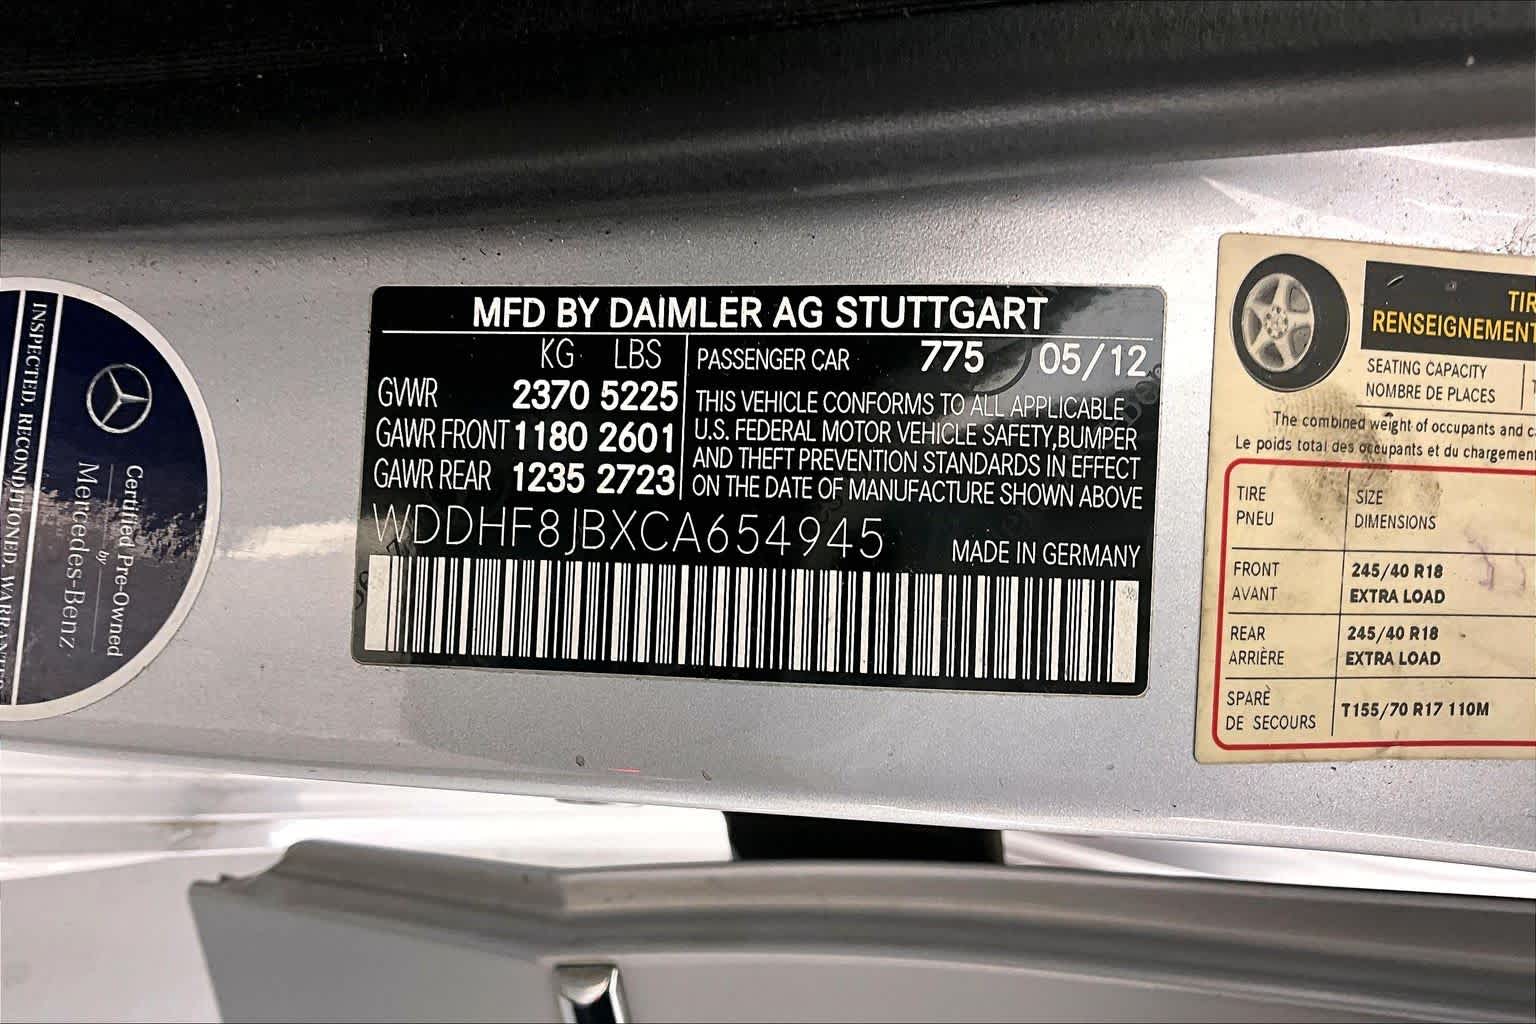 INSPECTED. RECONDITIONED.
Certified Pre-Owned
by
Mercedes-Benz
MFD BY DAIMLER AG STUTTGART
KG LBS
GVWR 2370 5225
GAWR FRONT 1180 2601
GAWR REAR 1235 2723
PASSENGER CAR 775 05/12
THIS VEHICLE CONFORMS TO ALL APPLICABLE
U.S. FEDERAL MOTOR VEHICLE SAFETY,BUMPER
AND THEFT PREVENTION STANDARDS IN EFFECT
ON THE DATE OF MANUFACTURE SHOWN ABOVE
WDDHF8JBXCA654945
MADE IN GERMANY
RENSEIGNEMENT
SEATING CAPACITY
NOMBRE DE PLACES
The combined weight of occupants and
Le poids total des occupants et du chargement
TIRE SIZE
PNEU DIMENSIONS
FRONT 245/40 R18
AVANT EXTRA LOAD
REAR 245/40 R18
ARRIÈRE EXTRA LOAD
SPARÈ
DE SECOURS T155/70 R17 110M